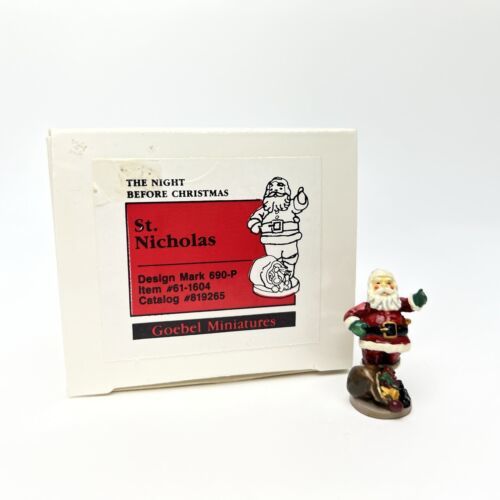 THE NIGHT
BEFORE CHRISTMAS
St.
Nicholas
Design Mark 690-P
Item #61-1604
Catalog #819265
Goebel Miniatures